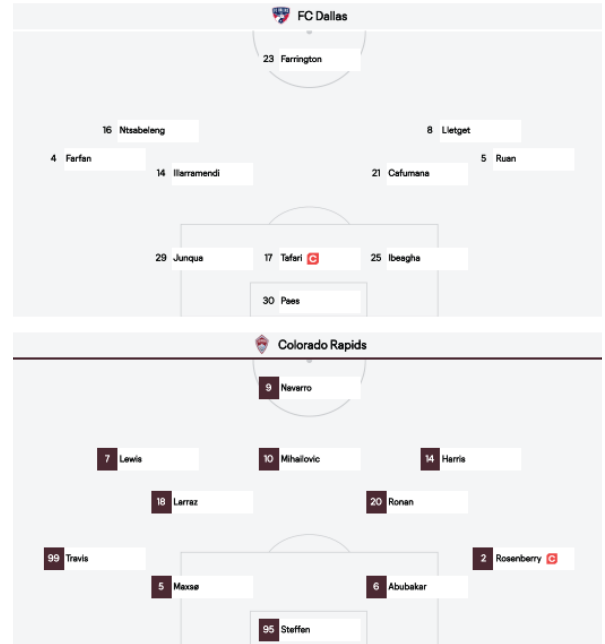 FC Dallas
23 Farrington
16 Ntsabeleng
8 Lletget
4 Farfan
5 Ruan
14 Illarramendi
21 Cafumana
29 Junqua
17 Tafari C
25 Ibeagha
30 Paes
Colorado Rapids
9 Navarro
7 Lewis
10 Mihailovic
14 Harris
18 Larraz
20 Ronan
99 Travis
2 Rosenberry C
5 Maxsø
6 Abubakar
95 Steffen